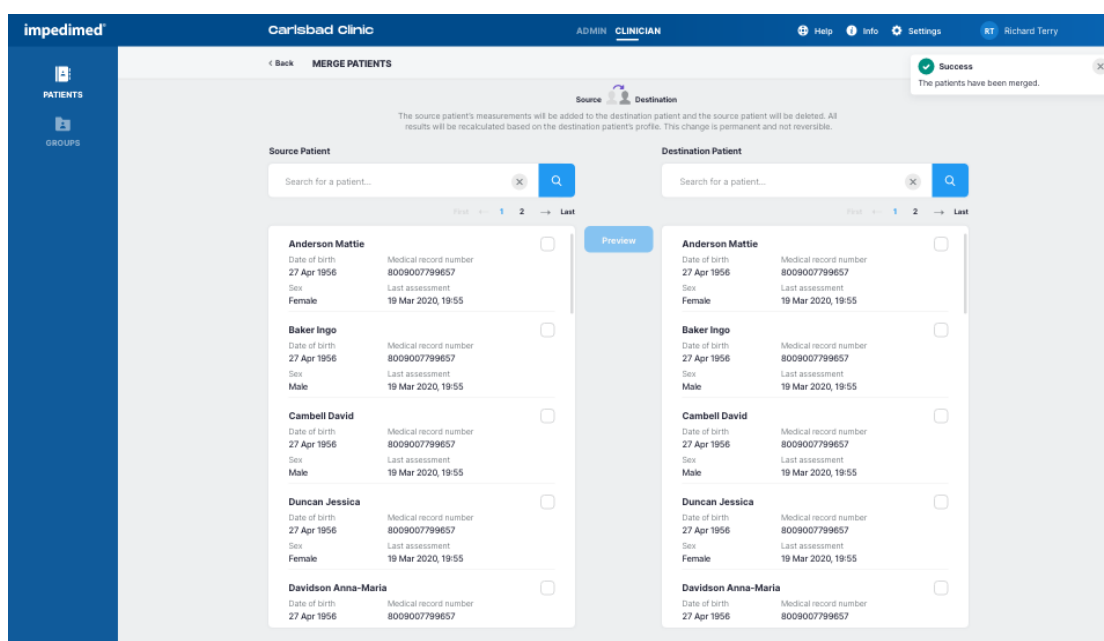 impedimed®
Carlsbad Clinic
ADMIN CLINICIAN
Help Info Settings RT Richard Terry
PATIENTS
GROUPS
< Back MERGE PATIENTS
Success
The patients have been merged.
Source Destination
The source patient's measurements will be added to the destination patient and the source patient will be deleted. All
results will be recalculated based on the destination patient's profile. This change is permanent and not reversible.
Source Patient
Search for a patient...
First ← 1 2 → Last
Anderson Mattie
Date of birth Medical record number
27 Apr 1956 8009007799657
Sex Last assessment
Female 19 Mar 2020, 19:55
Baker Ingo
Date of birth Medical record number
27 Apr 1956 8009007799657
Sex Last assessment
Male 19 Mar 2020, 19:55
Cambell David
Date of birth Medical record number
27 Apr 1956 8009007799657
Sex Last assessment
Male 19 Mar 2020, 19:55
Duncan Jessica
Date of birth Medical record number
27 Apr 1956 8009007799657
Sex Last assessment
Female 19 Mar 2020, 19:55
Davidson Anna-Maria
Date of birth Medical record number
27 Apr 1956 8009007799657
Preview
Destination Patient
Search for a patient...
First ← 1 2 → Last
Anderson Mattie
Date of birth Medical record number
27 Apr 1956 8009007799657
Sex Last assessment
Female 19 Mar 2020, 19:55
Baker Ingo
Date of birth Medical record number
27 Apr 1956 8009007799657
Sex Last assessment
Male 19 Mar 2020, 19:55
Cambell David
Date of birth Medical record number
27 Apr 1956 8009007799657
Sex Last assessment
Male 19 Mar 2020, 19:55
Duncan Jessica
Date of birth Medical record number
27 Apr 1956 8009007799657
Sex Last assessment
Female 19 Mar 2020, 19:55
Davidson Anna-Maria
Date of birth Medical record number
27 Apr 1956 8009007799657